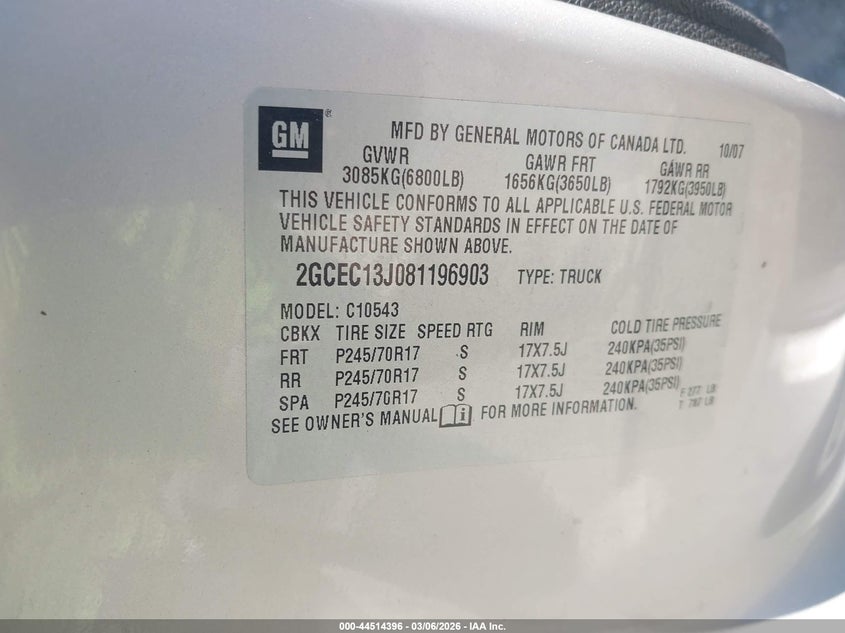 GM ®
MFD BY GENERAL MOTORS OF CANADA LTD. 10/07
GVWR GAWR FRT GAWR RR
3085KG(6800LB) 1656KG(3650LB) 1792KG(3950LB)
THIS VEHICLE CONFORMS TO ALL APPLICABLE U.S. FEDERAL MOTOR
VEHICLE SAFETY STANDARDS IN EFFECT ON THE DATE OF
MANUFACTURE SHOWN ABOVE.
2GCEC13J081196903 TYPE: TRUCK
MODEL: C10543
CBKX TIRE SIZE SPEED RTG RIM COLD TIRE PRESSURE
FRT P245/70R17 S 17X7.5J 240KPA(35PSI)
RR P245/70R17 S 17X7.5J 240KPA(35PSI)
SPA P245/70R17 S 17X7.5J 240KPA(35PSI)
F 277 LB
T 787 LB
SEE OWNER'S MANUAL FOR MORE INFORMATION.
000-44514396 - 03/06/2026 - IAA Inc.